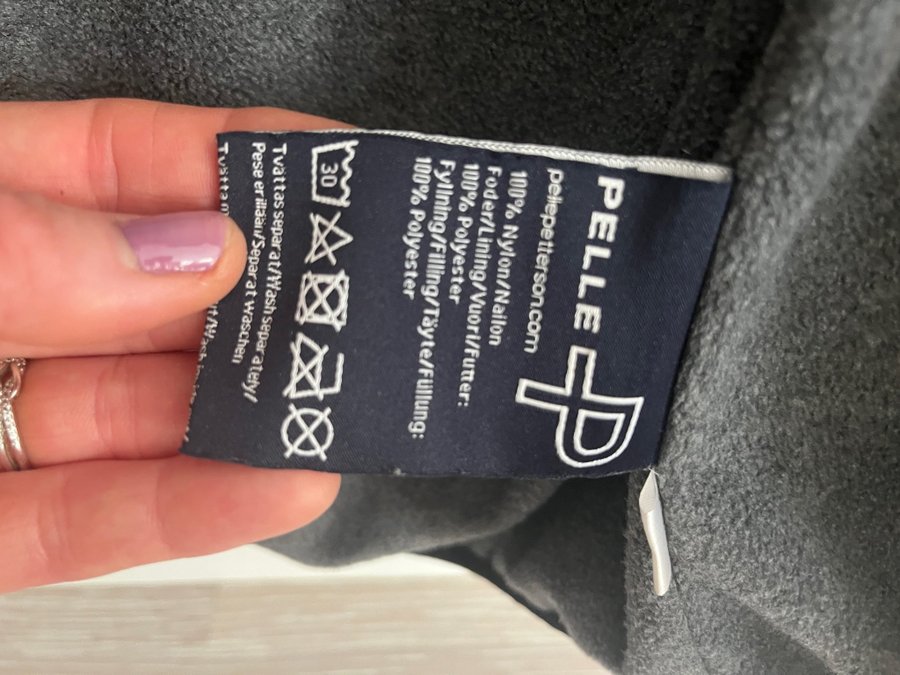 PELLE P
pellepetterson.com
100% Nylon/Nailon
Foder/Lining/Vuori/Futter:
100% Polyester
Fyllning/Filling/Täyte/Füllung:
100% Polyester
30
Tvättas separat/Wash separately/
Pese erillään/Separat waschen